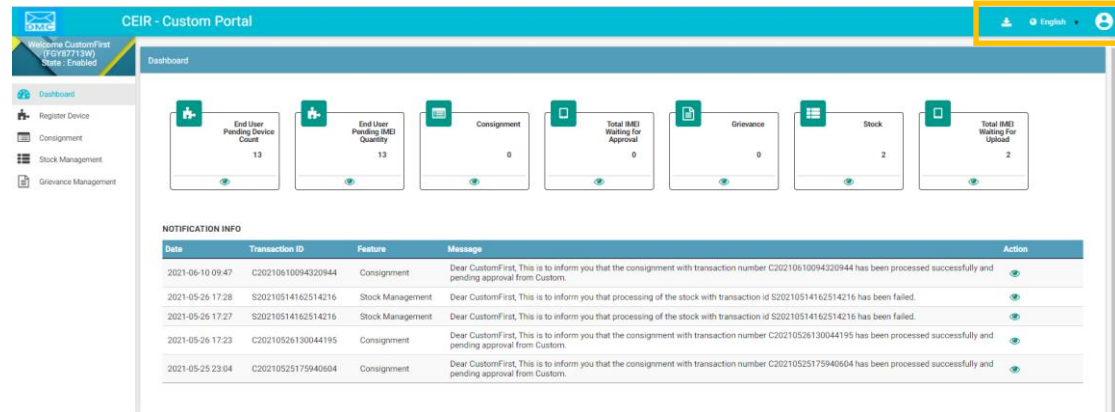 DMC
CEIR - Custom Portal
English
Welcome CustomFirst
(FGY87713W)
State : Enabled
Dashboard
Register Device
Consignment
Stock Management
Grievance Management
Dashboard
End User
Pending Device
Count
13
End User
Pending IMEI
Quantity
13
Consignment
0
Total IMEI
Waiting for
Approval
0
Grievance
0
Stock
2
Total IMEI
Waiting For
Upload
2
NOTIFICATION INFO
Date Transaction ID Feature Message Action
2021-06-10 09:47 C20210610094320944 Consignment Dear CustomFirst, This is to inform you that the consignment with transaction number C20210610094320944 has been processed successfully and
pending approval from Custom.
2021-05-26 17:28 S20210514162514216 Stock Management Dear CustomFirst, This is to inform you that processing of the stock with transaction id S20210514162514216 has been failed.
2021-05-26 17:27 S20210514162514216 Stock Management Dear CustomFirst, This is to inform you that processing of the stock with transaction id S20210514162514216 has been failed.
2021-05-26 17:23 C20210526130044195 Consignment Dear CustomFirst, This is to inform you that the consignment with transaction number C20210526130044195 has been processed successfully and
pending approval from Custom.
2021-05-25 23:04 C20210525175940604 Consignment Dear CustomFirst, This is to inform you that the consignment with transaction number C20210525175940604 has been processed successfully and
pending approval from Custom.